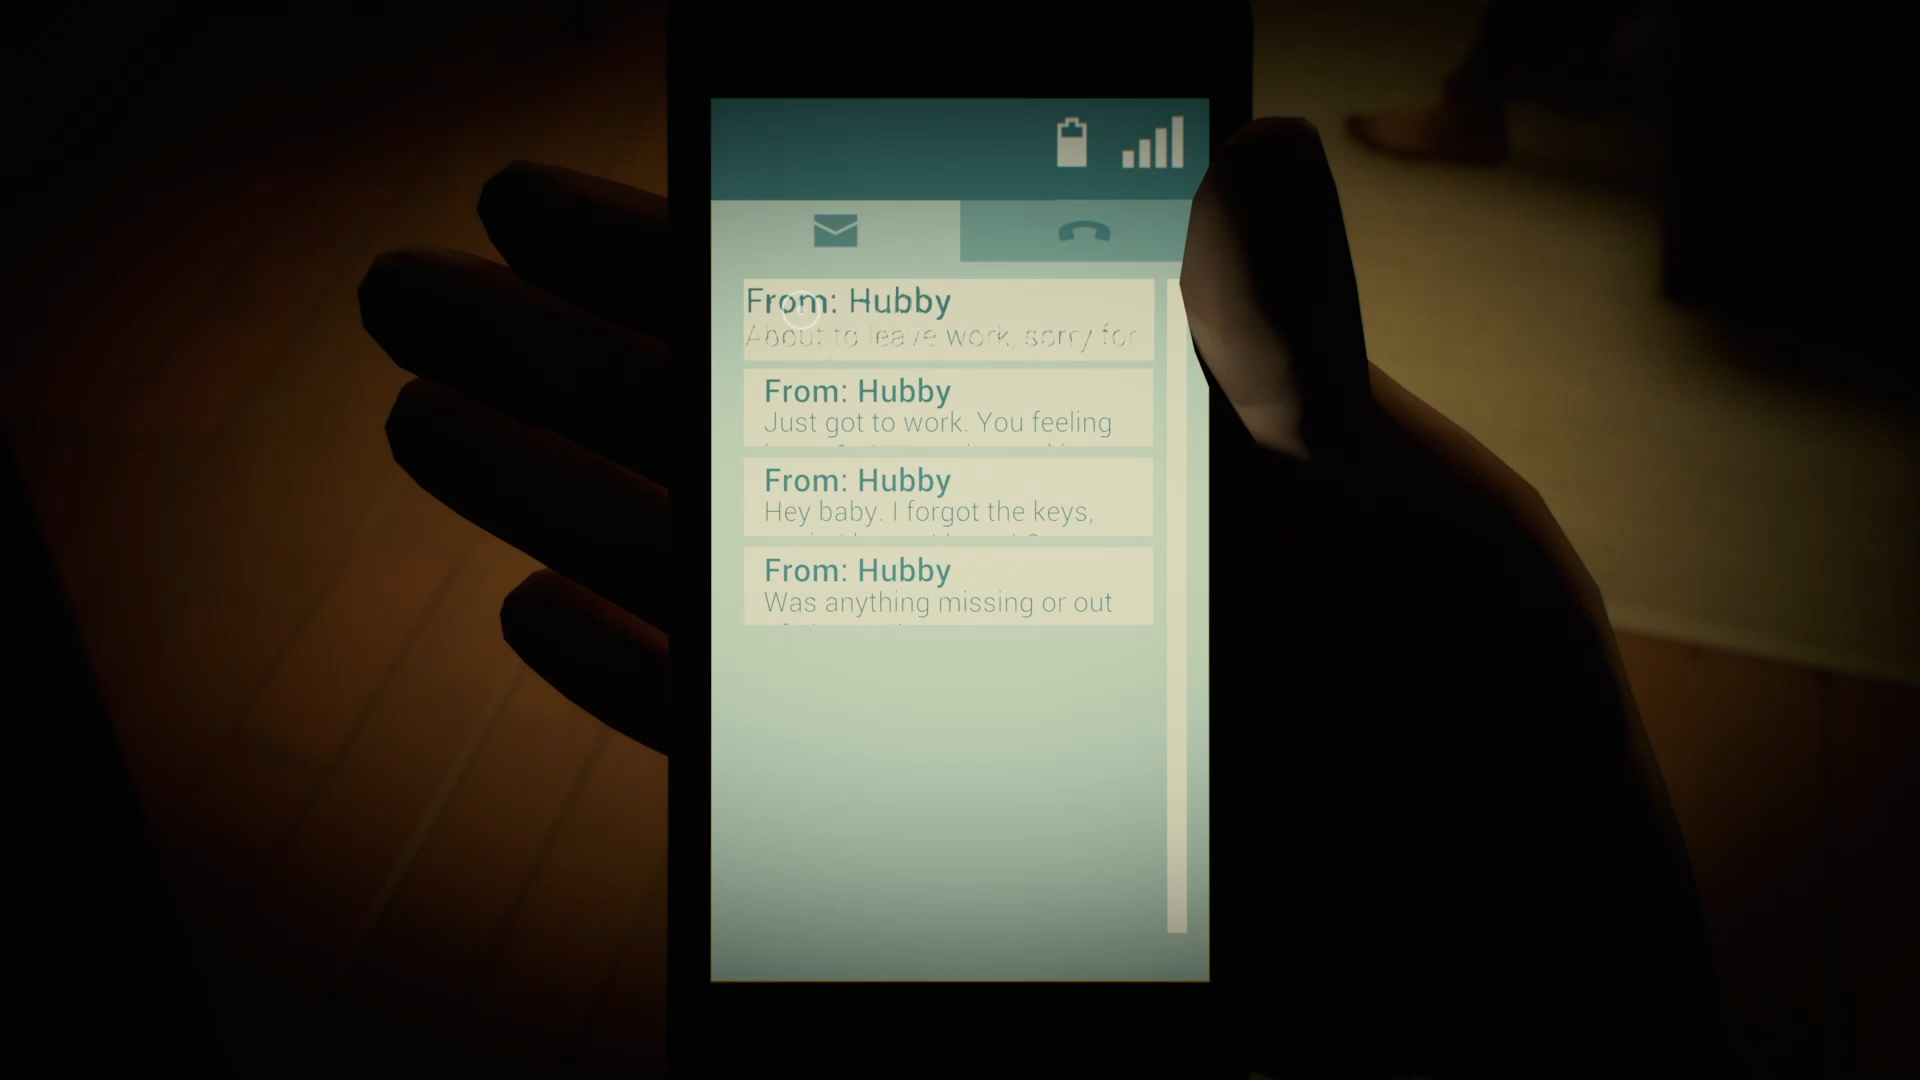 From: Hubby
About to leave work, sorry for
From: Hubby
Just got to work. You feeling
From: Hubby
Hey baby. I forgot the keys,
From: Hubby
Was anything missing or out